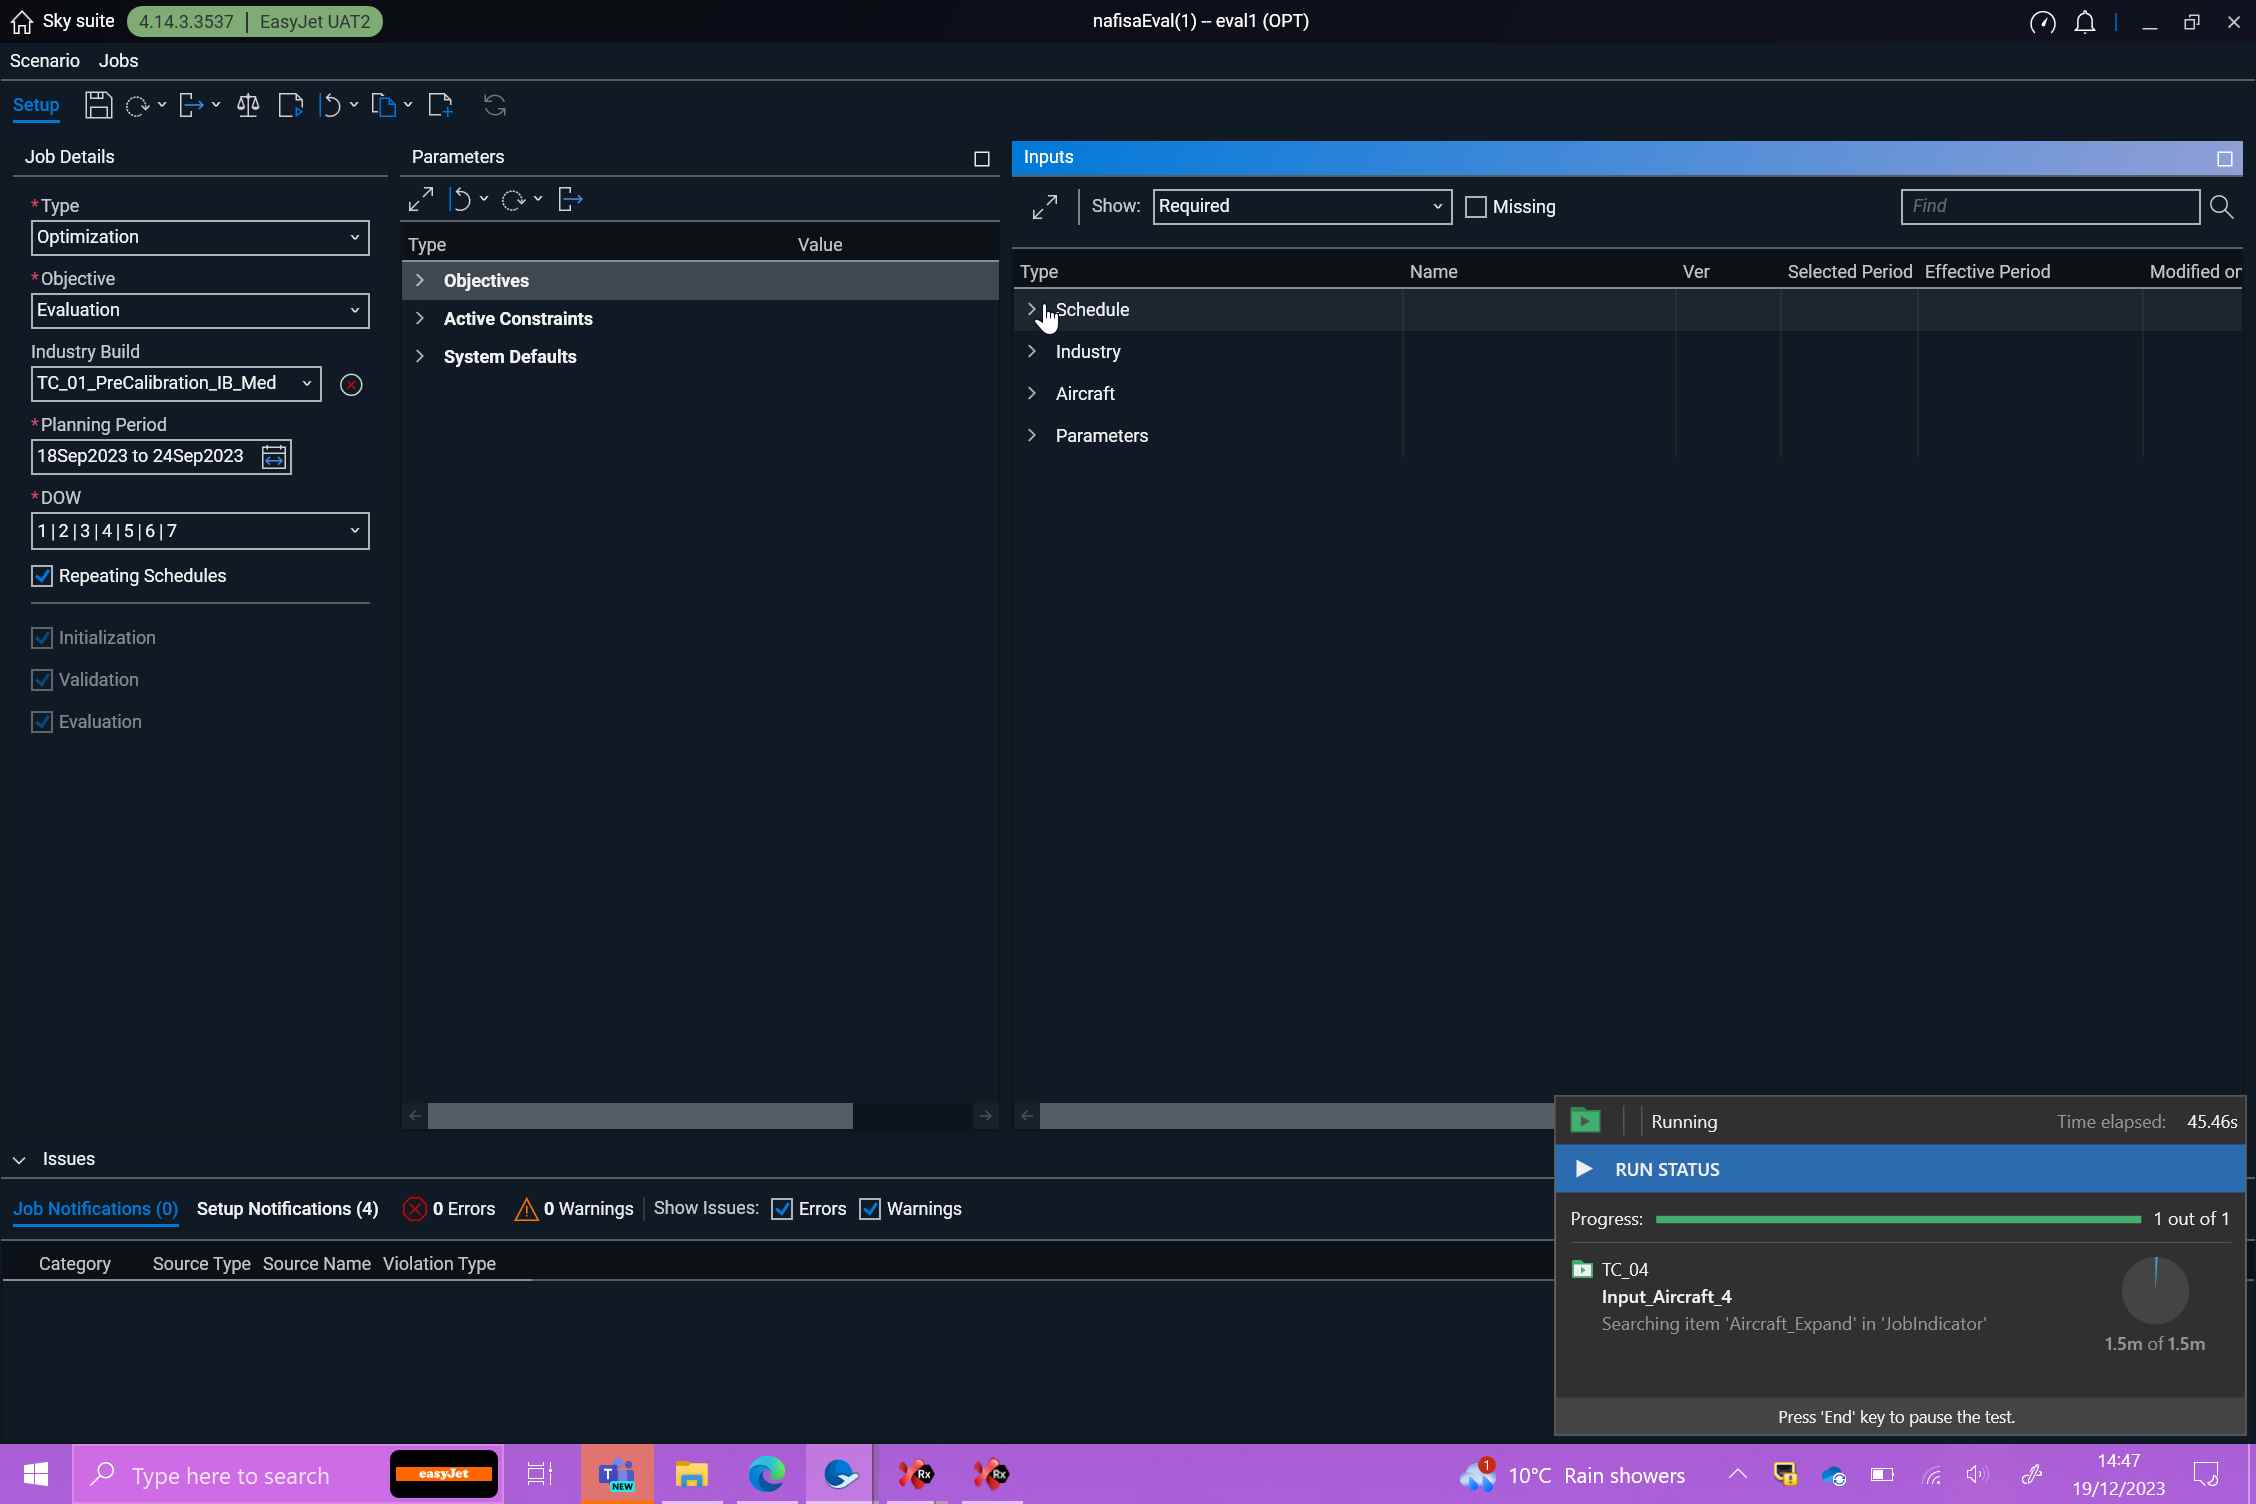 Sky suite 4.14.3.3537 | EasyJet UAT2 nafisaEval(1) -- eval1 (OPT)
Scenario Jobs
Setup
Job Details
*Type
Optimization
*Objective
Evaluation
Industry Build
TC_01_PreCalibration_IB_Med
*Planning Period
18Sep2023 to 24Sep2023
*DOW
1|2|3|4|5|6|7
Repeating Schedules
Initialization
Validation
Evaluation
Parameters
Type Value
Objectives
Active Constraints
System Defaults
Inputs
Show: Required Missing Find
Type Name Ver Selected Period Effective Period Modified or
Schedule
Industry
Aircraft
Parameters
Issues
Job Notifications (0) Setup Notifications (4) 0 Errors 0 Warnings Show Issues: Errors Warnings
Category Source Type Source Name Violation Type
Running Time elapsed: 45.46s
RUN STATUS
Progress: 1 out of 1
TC_04
Input_Aircraft_4
Searching item 'Aircraft_Expand' in 'JobIndicator'
1.5m of 1.5m
Press 'End' key to pause the test.
Type here to search
easyJet
T
NEW
Rx
Rx
1
10°C Rain showers
14:47
19/12/2023